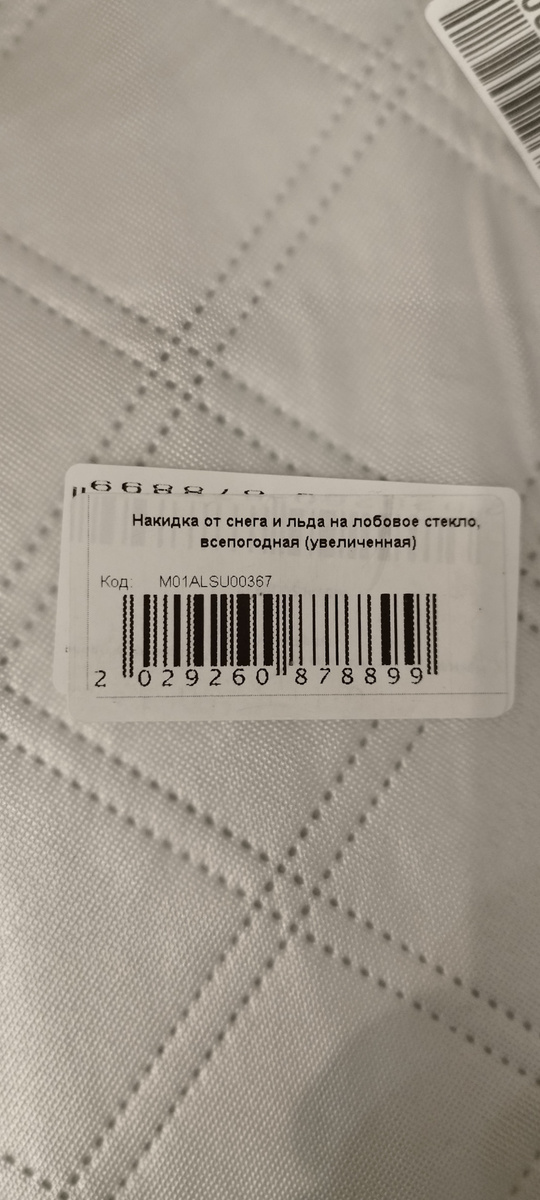 Накидка от снега и льда на лобовое стекло,
всепогодная (увеличенная)
Код: M01ALSU00367
2 029260 878899